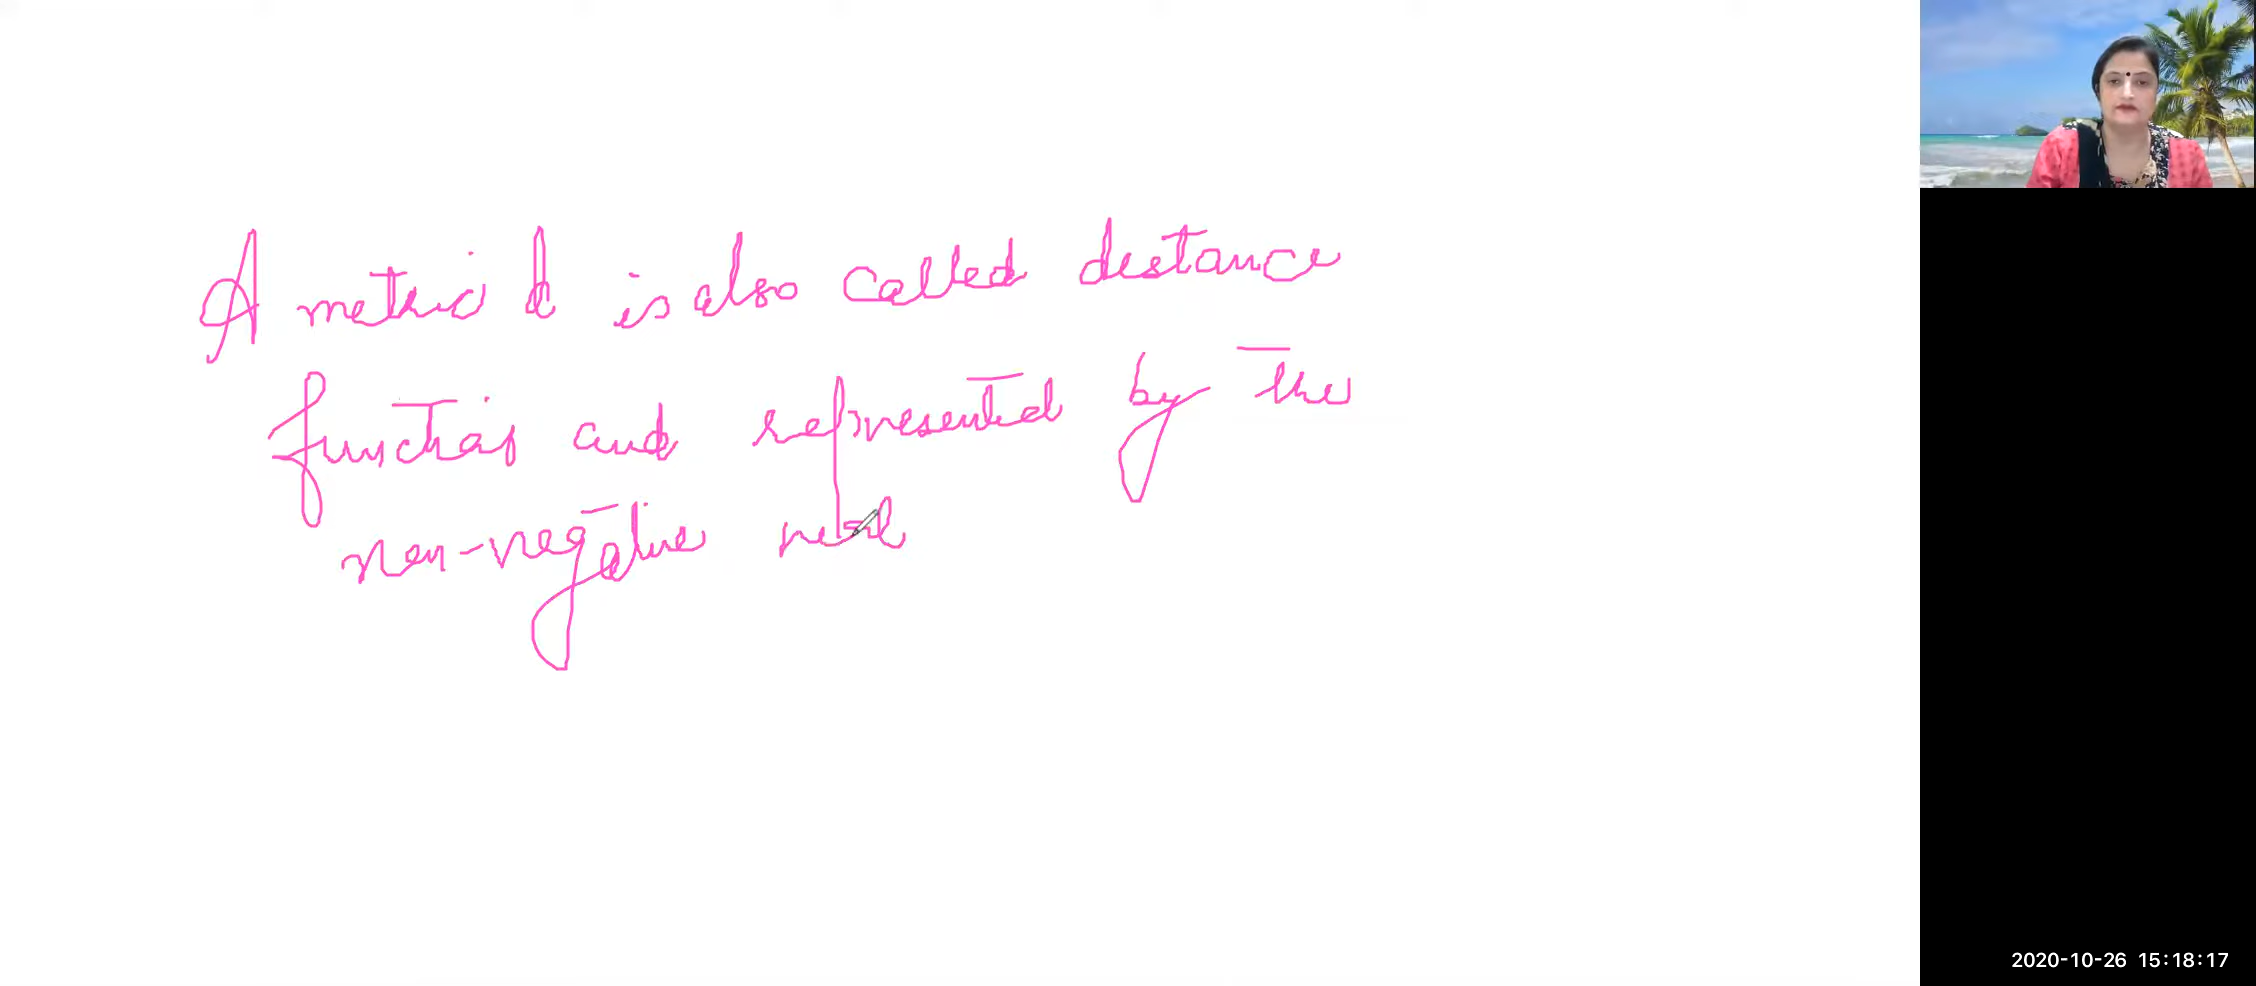 A metric d is also called distance
function and represented by the
non-negative real
2020-10-26 15:18:17